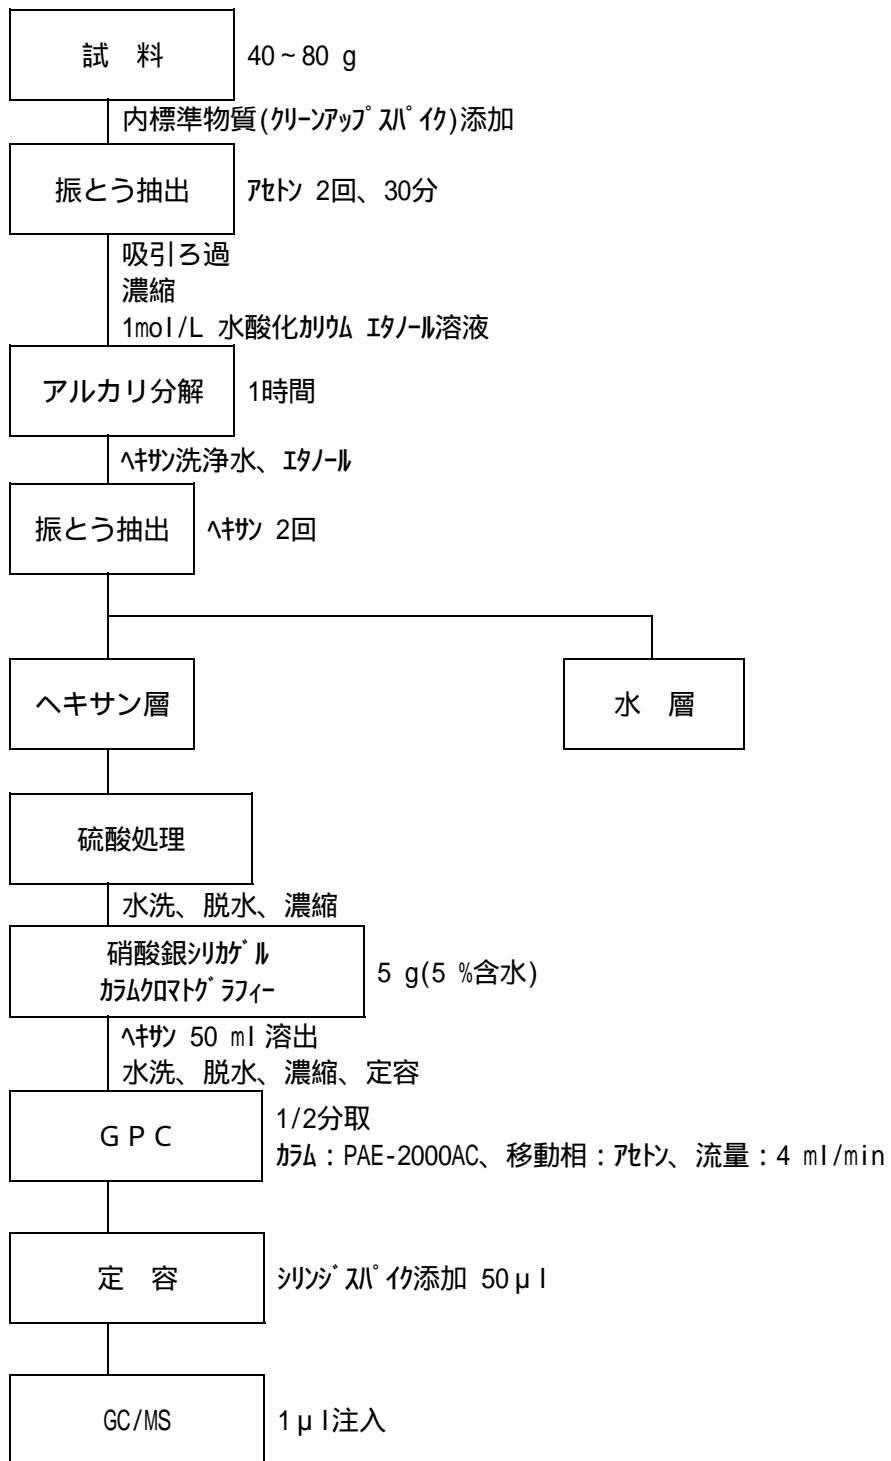 試　料
40～80 g
内標準物質(ｸﾘｰﾝｱｯﾌﾟｽﾊﾟｲｸ)添加
振とう抽出
ｱｾﾄﾝ 2回、30分
吸引ろ過
濃縮
1mol/L 水酸化ｶﾘｳﾑ ｴﾀﾉｰﾙ溶液
アルカリ分解
1時間
ﾍｷｻﾝ洗浄水、ｴﾀﾉｰﾙ
振とう抽出
ﾍｷｻﾝ 2回
ヘキサン層
水　層
硫酸処理
水洗、脱水、濃縮
硝酸銀ｼﾘｶｹﾞﾙ
ｶﾗﾑｸﾛﾏﾄｸﾞﾗﾌｨｰ
5 g(5 %含水)
ﾍｷｻﾝ 50 ml 溶出
水洗、脱水、濃縮、定容
ＧＰＣ
1/2分取
ｶﾗﾑ：PAE-2000AC、移動相：ｱｾﾄﾝ、流量：4 ml/min
定　容
ｼﾘﾝｼﾞｽﾊﾟｲｸ添加 50μl
GC/MS
1μl注入